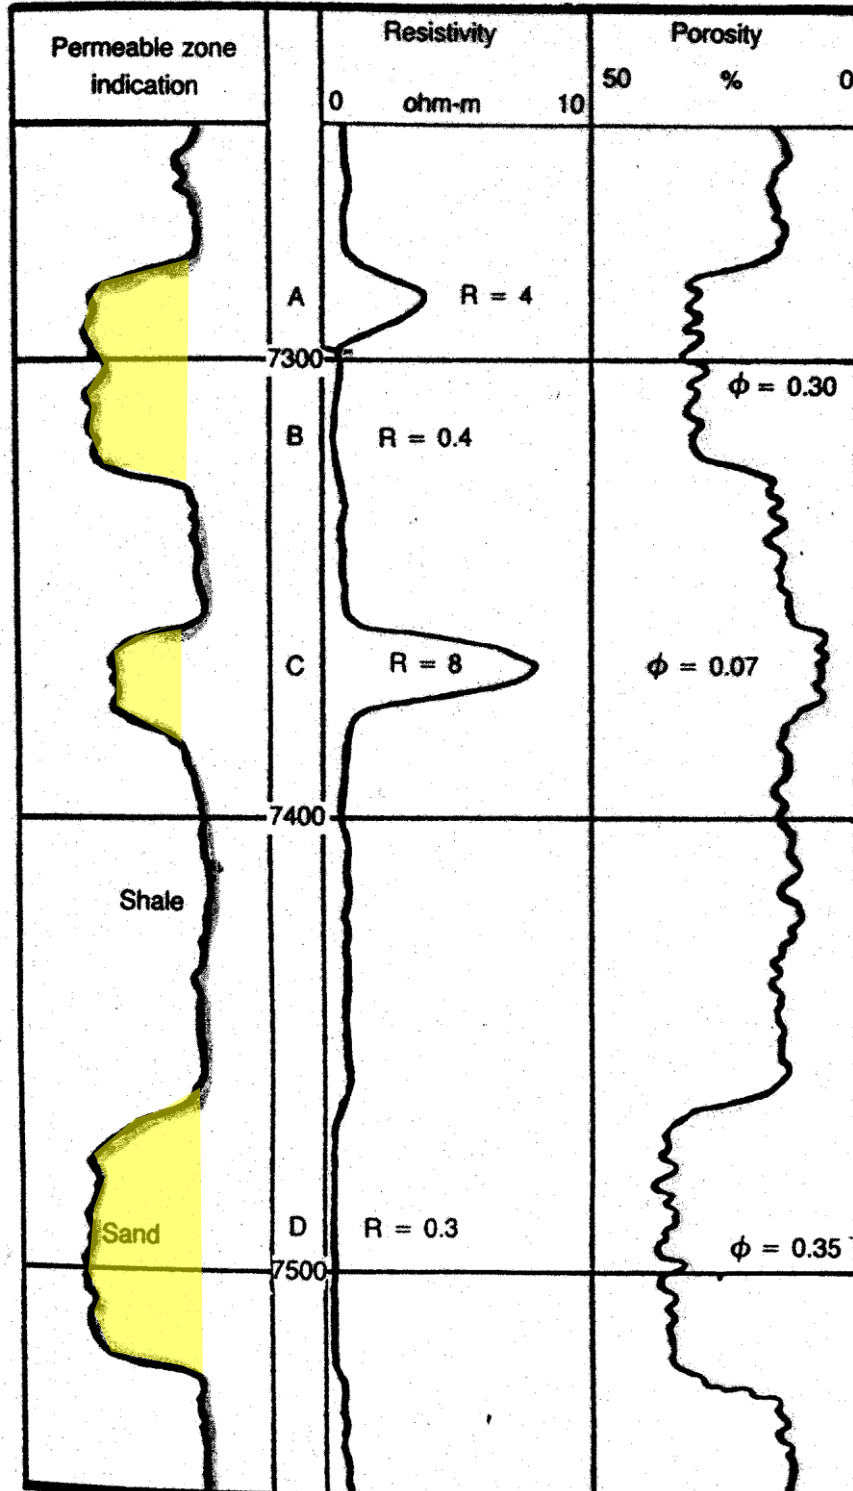 Permeable zone
indication
Resistivity
0 ohm-m 10
Porosity
50 % 0
A
R = 4
7300
ϕ = 0.30
B
R = 0.4
C
R = 8
ϕ = 0.07
7400
Shale
Sand
D
R = 0.3
ϕ = 0.35
7500